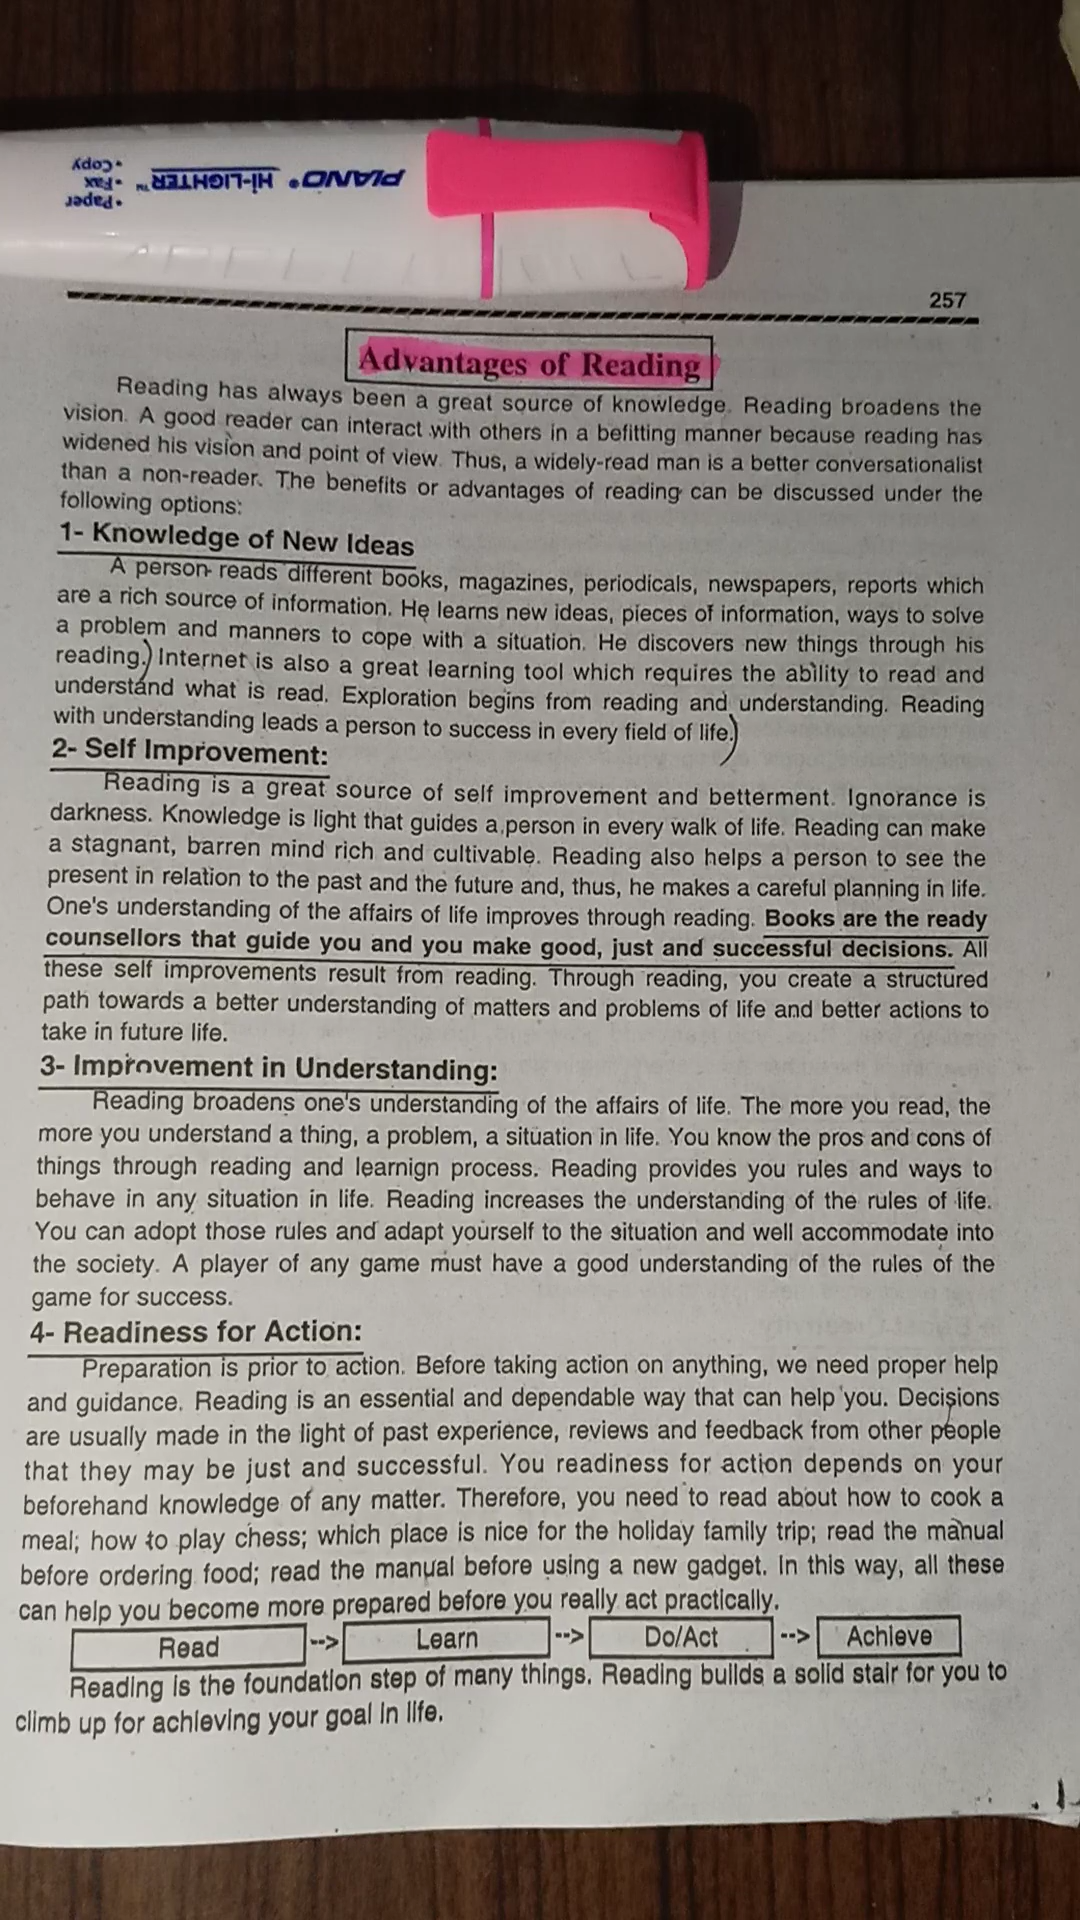 PIANO® Hi-LIGHTER™
• Paper
• Fax
• Copy
257
Advantages of Reading
Reading has always been a great source of knowledge. Reading broadens the
vision. A good reader can interact with others in a befitting manner because reading has
widened his vision and point of view. Thus, a widely-read man is a better conversationalist
than a non-reader. The benefits or advantages of reading can be discussed under the
following options:
1- Knowledge of New Ideas
A person reads different books, magazines, periodicals, newspapers, reports which
are a rich source of information. He learns new ideas, pieces of information, ways to solve
a problem and manners to cope with a situation. He discovers new things through his
reading.) Internet is also a great learning tool which requires the ability to read and
understand what is read. Exploration begins from reading and understanding. Reading
with understanding leads a person to success in every field of life.)
2- Self Improvement:
Reading is a great source of self improvement and betterment. Ignorance is
darkness. Knowledge is light that guides a person in every walk of life. Reading can make
a stagnant, barren mind rich and cultivable. Reading also helps a person to see the
present in relation to the past and the future and, thus, he makes a careful planning in life.
One's understanding of the affairs of life improves through reading. Books are the ready
counsellors that guide you and you make good, just and successful decisions. All
these self improvements result from reading. Through reading, you create a structured
path towards a better understanding of matters and problems of life and better actions to
take in future life.
3- Improvement in Understanding:
Reading broadens one's understanding of the affairs of life. The more you read, the
more you understand a thing, a problem, a situation in life. You know the pros and cons of
things through reading and learnign process. Reading provides you rules and ways to
behave in any situation in life. Reading increases the understanding of the rules of life.
You can adopt those rules and adapt yourself to the situation and well accommodate into
the society. A player of any game must have a good understanding of the rules of the
game for success.
4- Readiness for Action:
Preparation is prior to action. Before taking action on anything, we need proper help
and guidance. Reading is an essential and dependable way that can help you. Decisions
are usually made in the light of past experience, reviews and feedback from other people
that they may be just and successful. You readiness for action depends on your
beforehand knowledge of any matter. Therefore, you need to read about how to cook a
meal; how to play chess; which place is nice for the holiday family trip; read the manual
before ordering food; read the manual before using a new gadget. In this way, all these
can help you become more prepared before you really act practically.
Read --> Learn --> Do/Act --> Achieve
Reading is the foundation step of many things. Reading builds a solid stair for you to
climb up for achieving your goal in life.